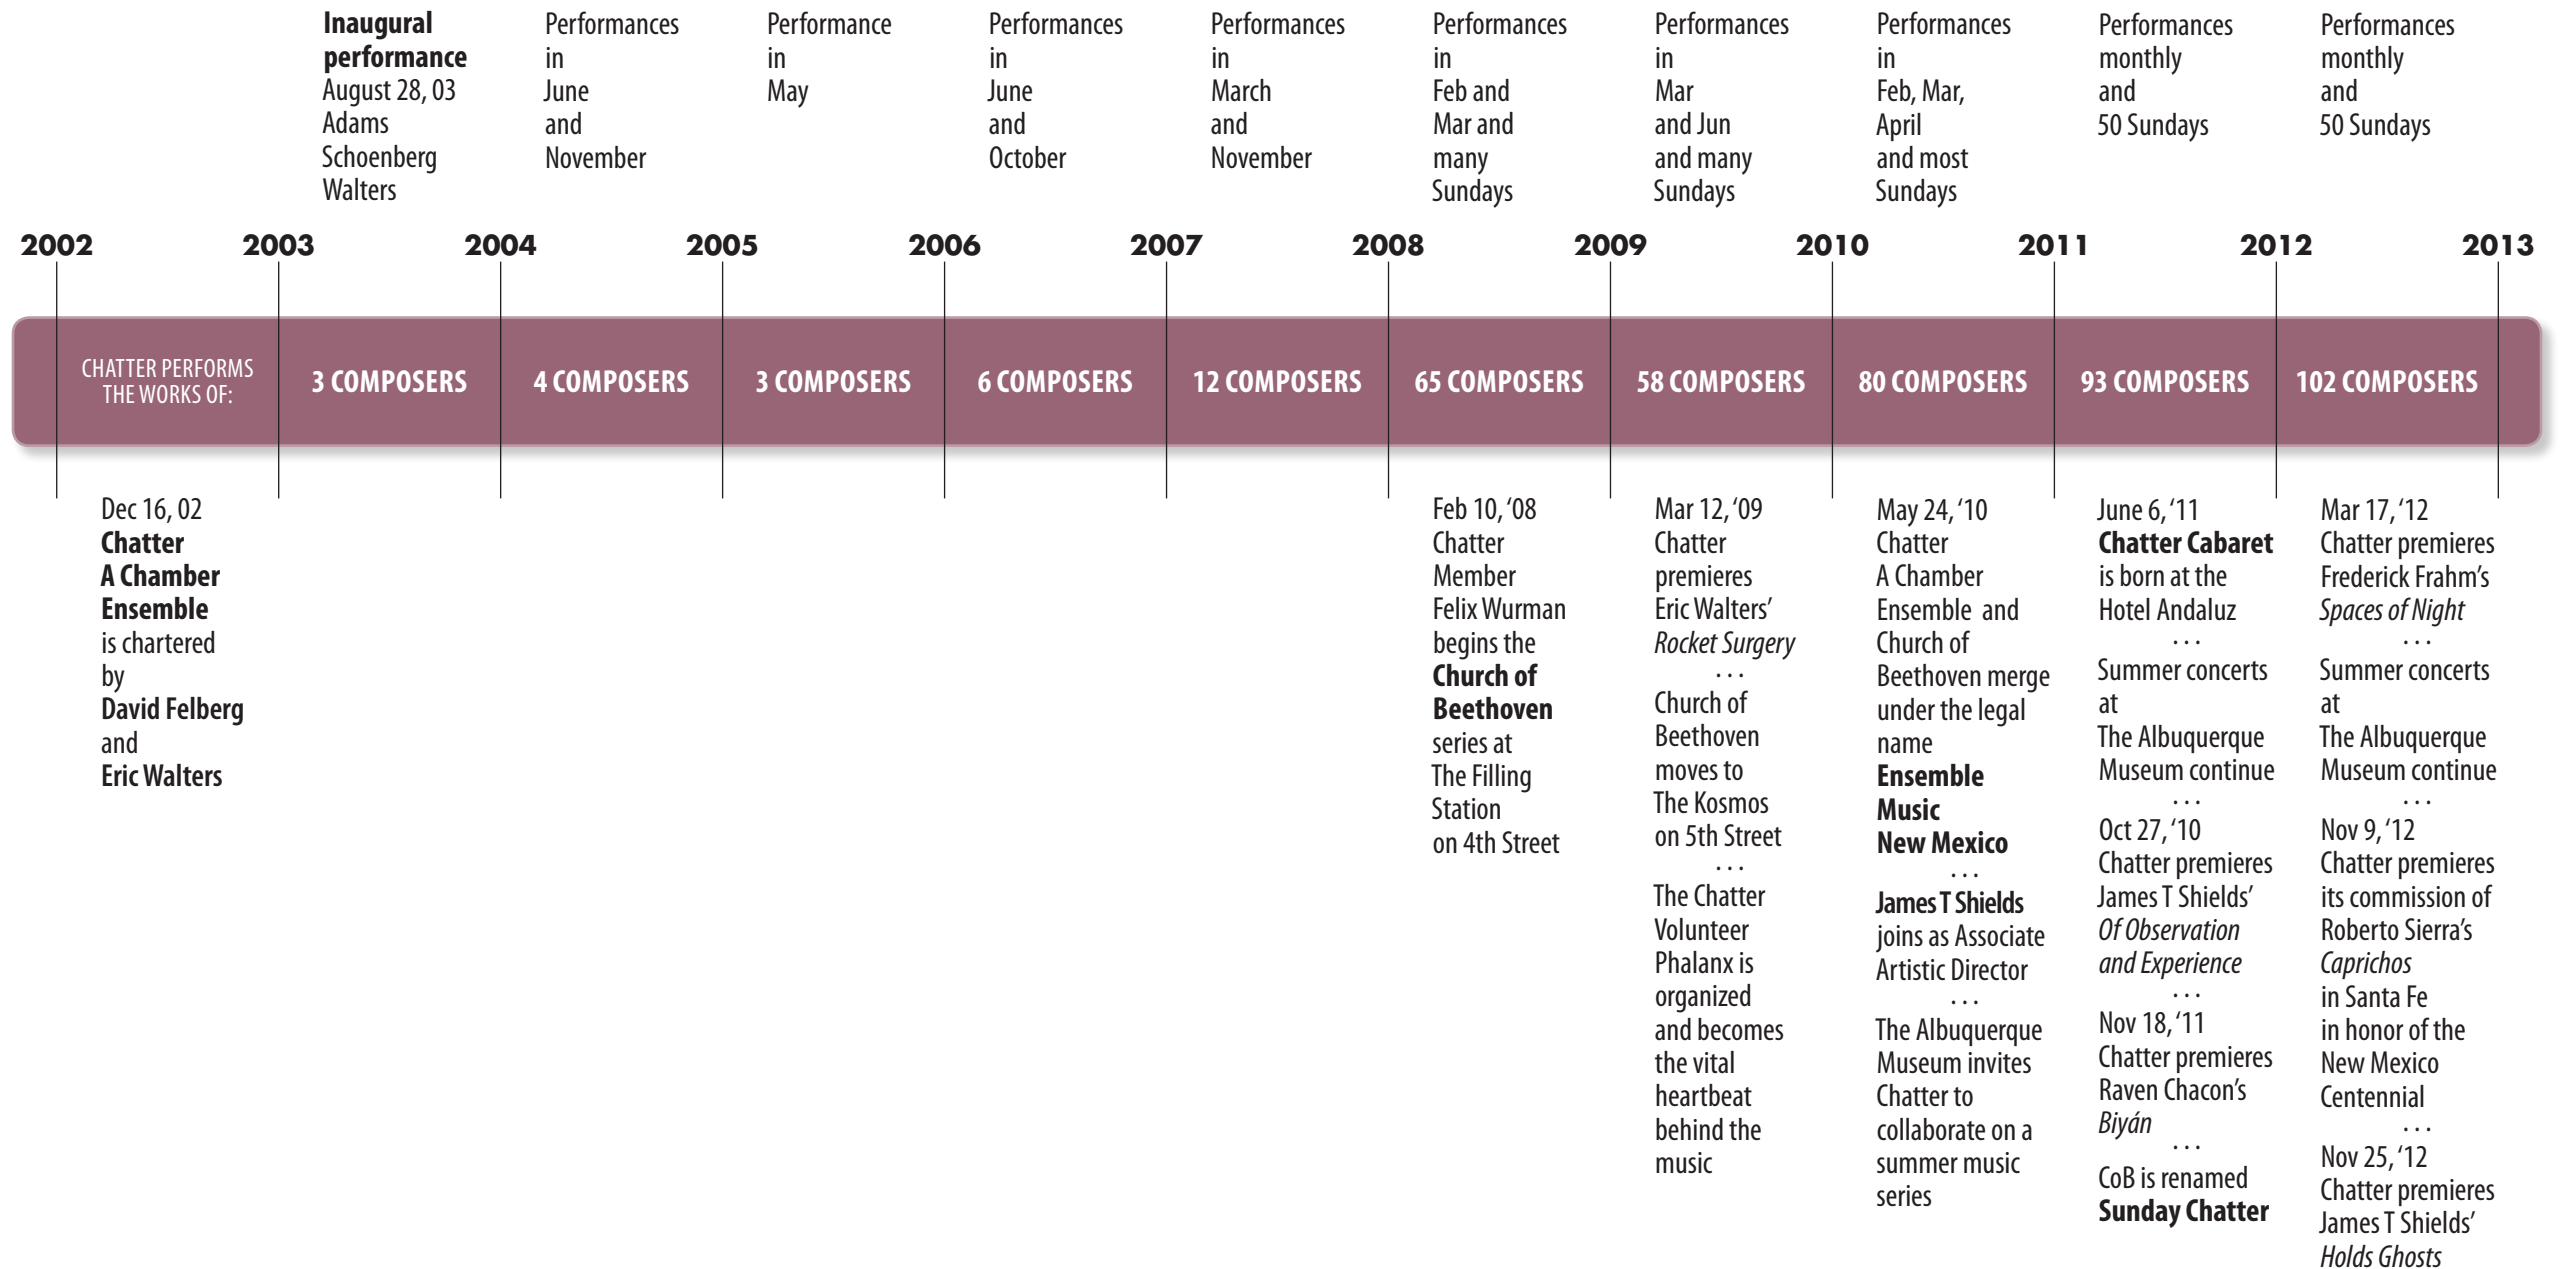 Inaugural
performance
August 28, 03
Adams
Schoenberg
Walters
Performances
in
June
and
November
Performance
in
May
Performances
in
June
and
October
Performances
in
March
and
November
Performances
in
Feb and
Mar and
many
Sundays
Performances
in
Mar
and Jun
and many
Sundays
Performances
in
Feb, Mar,
April
and most
Sundays
Performances
monthly
and
50 Sundays
Performances
monthly
and
50 Sundays
2002 2003 2004 2005 2006 2007 2008 2009 2010 2011 2012 2013
CHATTER PERFORMS
THE WORKS OF:
3 COMPOSERS
4 COMPOSERS
3 COMPOSERS
6 COMPOSERS
12 COMPOSERS
65 COMPOSERS
58 COMPOSERS
80 COMPOSERS
93 COMPOSERS
102 COMPOSERS
Dec 16, 02
Chatter
A Chamber
Ensemble
is chartered
by
David Felberg
and
Eric Walters
Feb 10, ‘08
Chatter
Member
Felix Wurman
begins the
Church of
Beethoven
series at
The Filling
Station
on 4th Street
Mar 12, ‘09
Chatter
premieres
Eric Walters’
Rocket Surgery
. . .
Church of
Beethoven
moves to
The Kosmos
on 5th Street
. . .
The Chatter
Volunteer
Phalanx is
organized
and becomes
the vital
heartbeat
behind the
music
May 24, ‘10
Chatter
A Chamber
Ensemble and
Church of
Beethoven merge
under the legal
name
Ensemble
Music
New Mexico
. . .
James T Shields
joins as Associate
Artistic Director
. . .
The Albuquerque
Museum invites
Chatter to
collaborate on a
summer music
series
June 6, ‘11
Chatter Cabaret
is born at the
Hotel Andaluz
. . .
Summer concerts
at
The Albuquerque
Museum continue
. . .
Oct 27, ‘10
Chatter premieres
James T Shields’
Of Observation
and Experience
. . .
Nov 18, ‘11
Chatter premieres
Raven Chacon’s
Biyán
. . .
CoB is renamed
Sunday Chatter
Mar 17, ‘12
Chatter premieres
Frederick Frahm’s
Spaces of Night
. . .
Summer concerts
at
The Albuquerque
Museum continue
. . .
Nov 9, ‘12
Chatter premieres
its commission of
Roberto Sierra’s
Caprichos
in Santa Fe
in honor of the
New Mexico
Centennial
. . .
Nov 25, ‘12
Chatter premieres
James T Shields’
Holds Ghosts